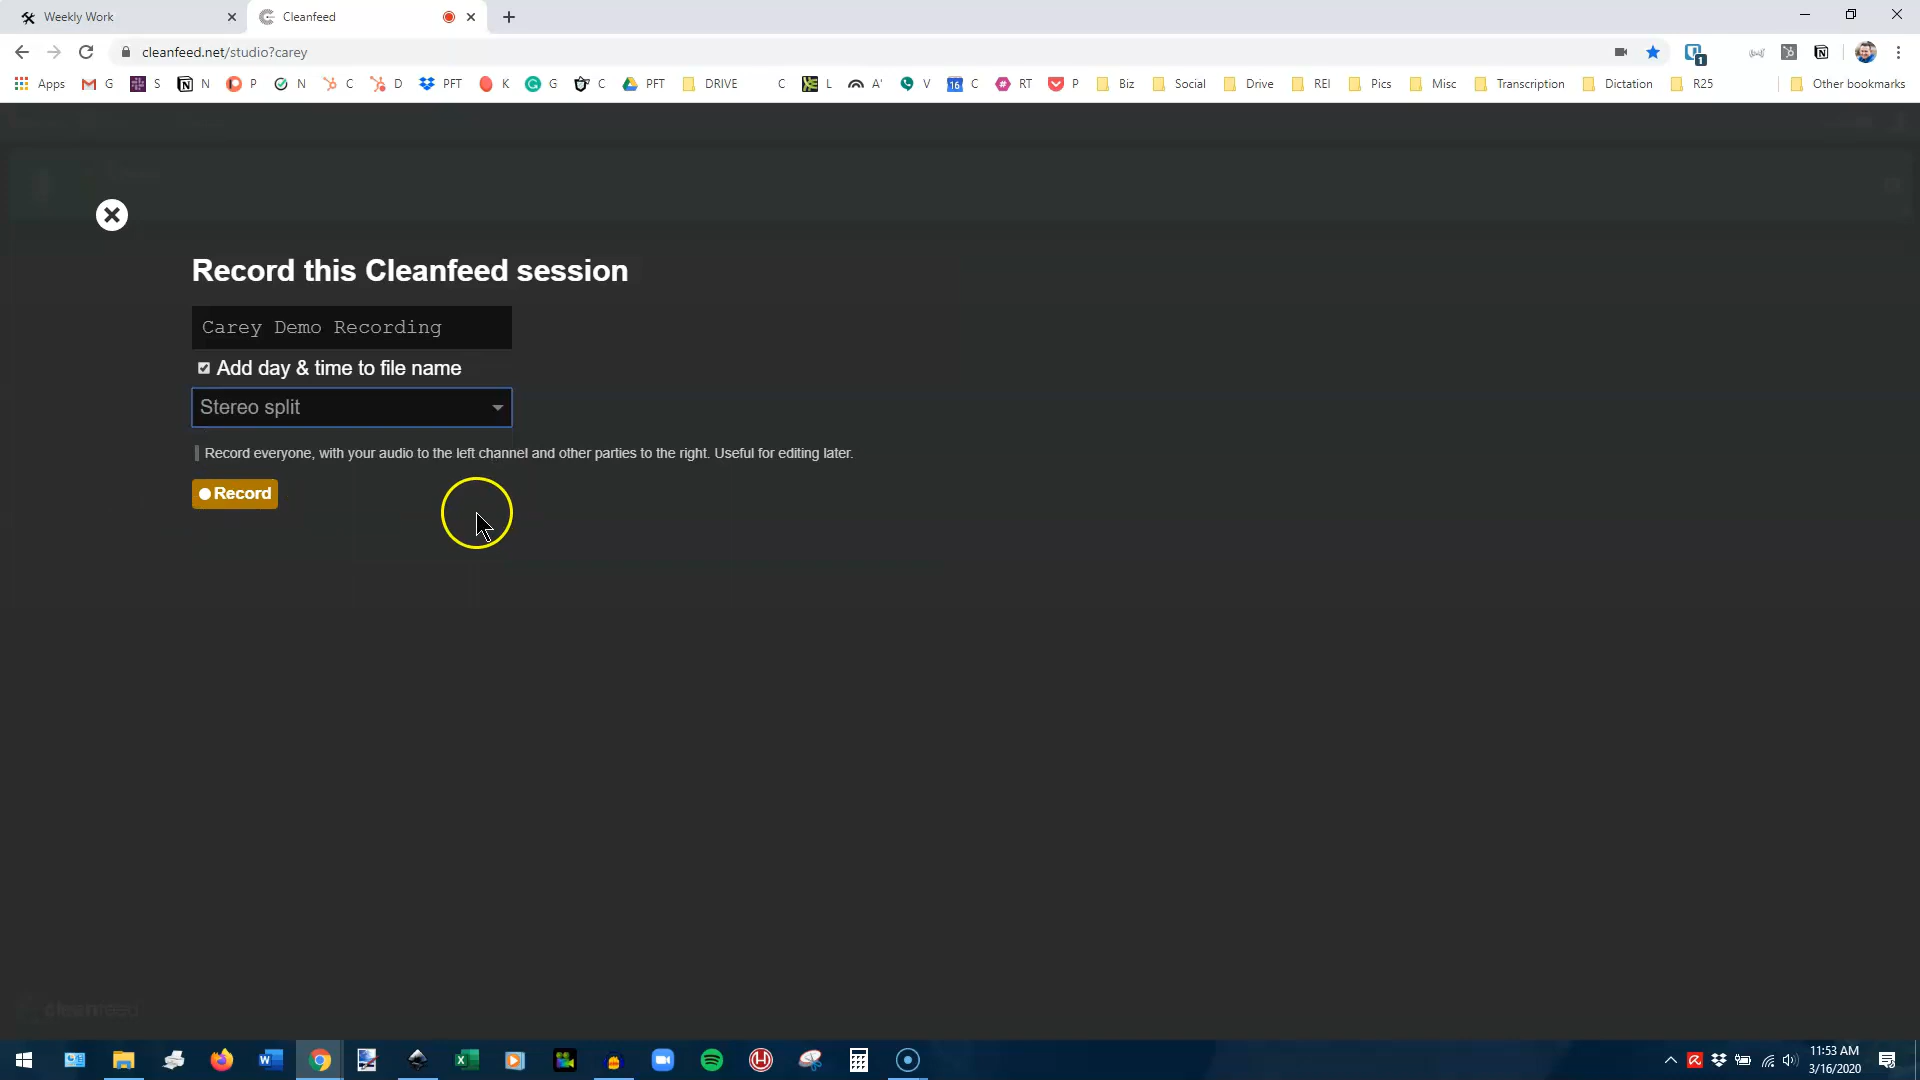 Weekly Work
Cleanfeed
cleanfeed.net/studio?carey
1
Apps G S N P N C D PFT K G C PFT DRIVE C L A' V 16 C RT P Biz Social Drive REI Pics Misc Transcription Dictation R25 Other bookmarks
Record this Cleanfeed session
Carey Demo Recording
Add day & time to file name
Stereo split
Record everyone, with your audio to the left channel and other parties to the right. Useful for editing later.
Record
cleanfeed
11:53 AM
3/16/2020